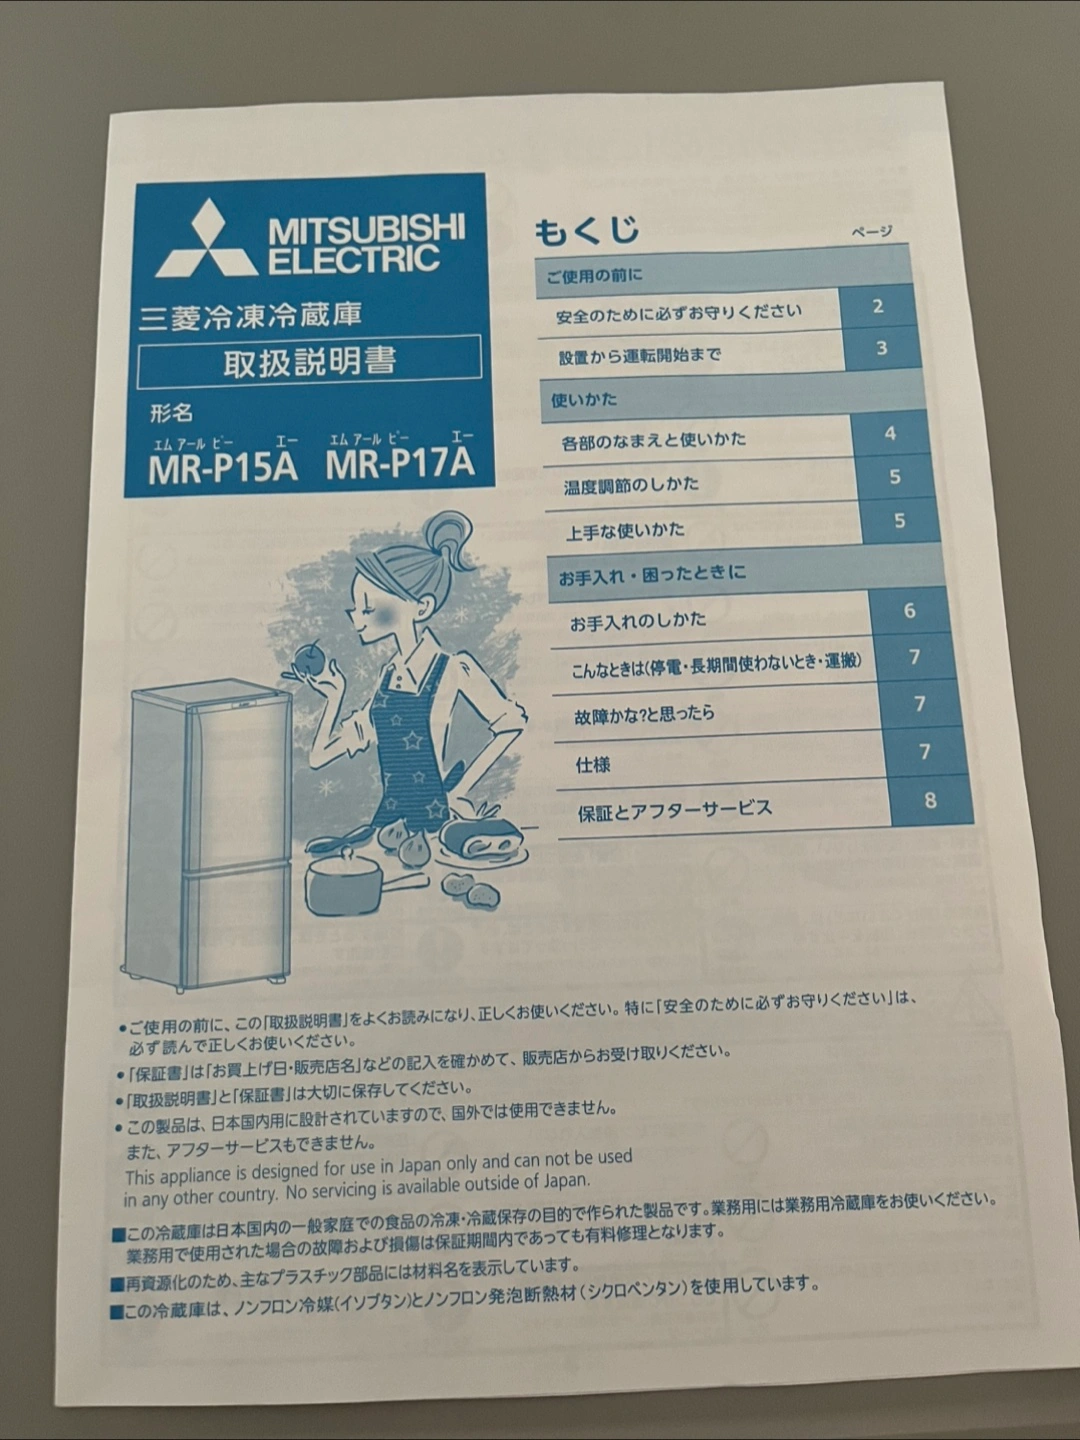 MITSUBISHI
ELECTRIC
三菱冷凍冷蔵庫
取扱説明書
形名
エム アール ピー エー エム アール ピー エー
MR-P15A MR-P17A
もくじ ページ
ご使用の前に
安全のために必ずお守りください 2
設置から運転開始まで 3
使いかた
各部のなまえと使いかた 4
温度調節のしかた 5
上手な使いかた 5
お手入れ・困ったときに
お手入れのしかた 6
こんなときは(停電・長期間使わないとき・運搬) 7
故障かな?と思ったら 7
仕様 7
保証とアフターサービス 8
●ご使用の前に、この「取扱説明書」をよくお読みになり、正しくお使いください。特に「安全のために必ずお守りください」は、
必ず読んで正しくお使いください。
●「保証書」は「お買上げ日・販売店名」などの記入を確かめて、販売店からお受け取りください。
●「取扱説明書」と「保証書」は大切に保存してください。
●この製品は、日本国内用に設計されていますので、国外では使用できません。
また、アフターサービスもできません。
This appliance is designed for use in Japan only and can not be used
in any other country. No servicing is available outside of Japan.
■この冷蔵庫は日本国内の一般家庭での食品の冷凍・冷蔵保存の目的で作られた製品です。業務用には業務用冷蔵庫をお使いください。
業務用で使用された場合の故障および損傷は保証期間内であっても有料修理となります。
■再資源化のため、主なプラスチック部品には材料名を表示しています。
■この冷蔵庫は、ノンフロン冷媒(イソブタン)とノンフロン発泡断熱材(シクロペンタン)を使用しています。